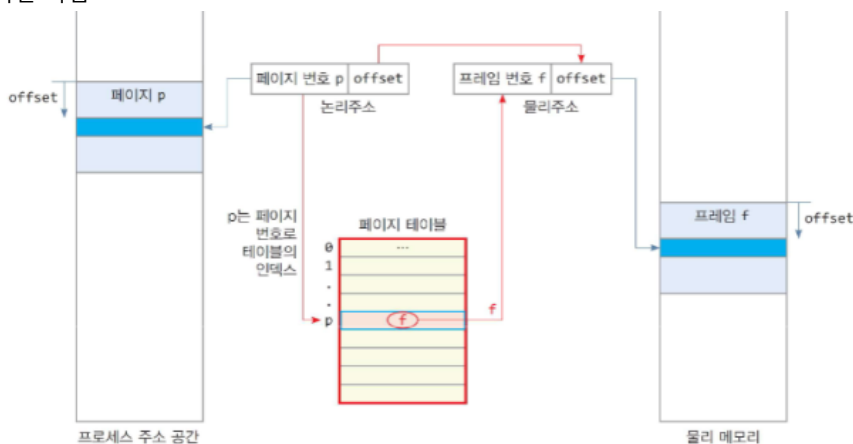 페이지 번호 p offset
프레임 번호 f offset
논리주소
물리주소
offset
페이지 p
p는 페이지
번호로
테이블의
인덱스
페이지 테이블
0
...
1
.
.
p
f
f
프레임 f
offset
프로세스 주소 공간
물리 메모리